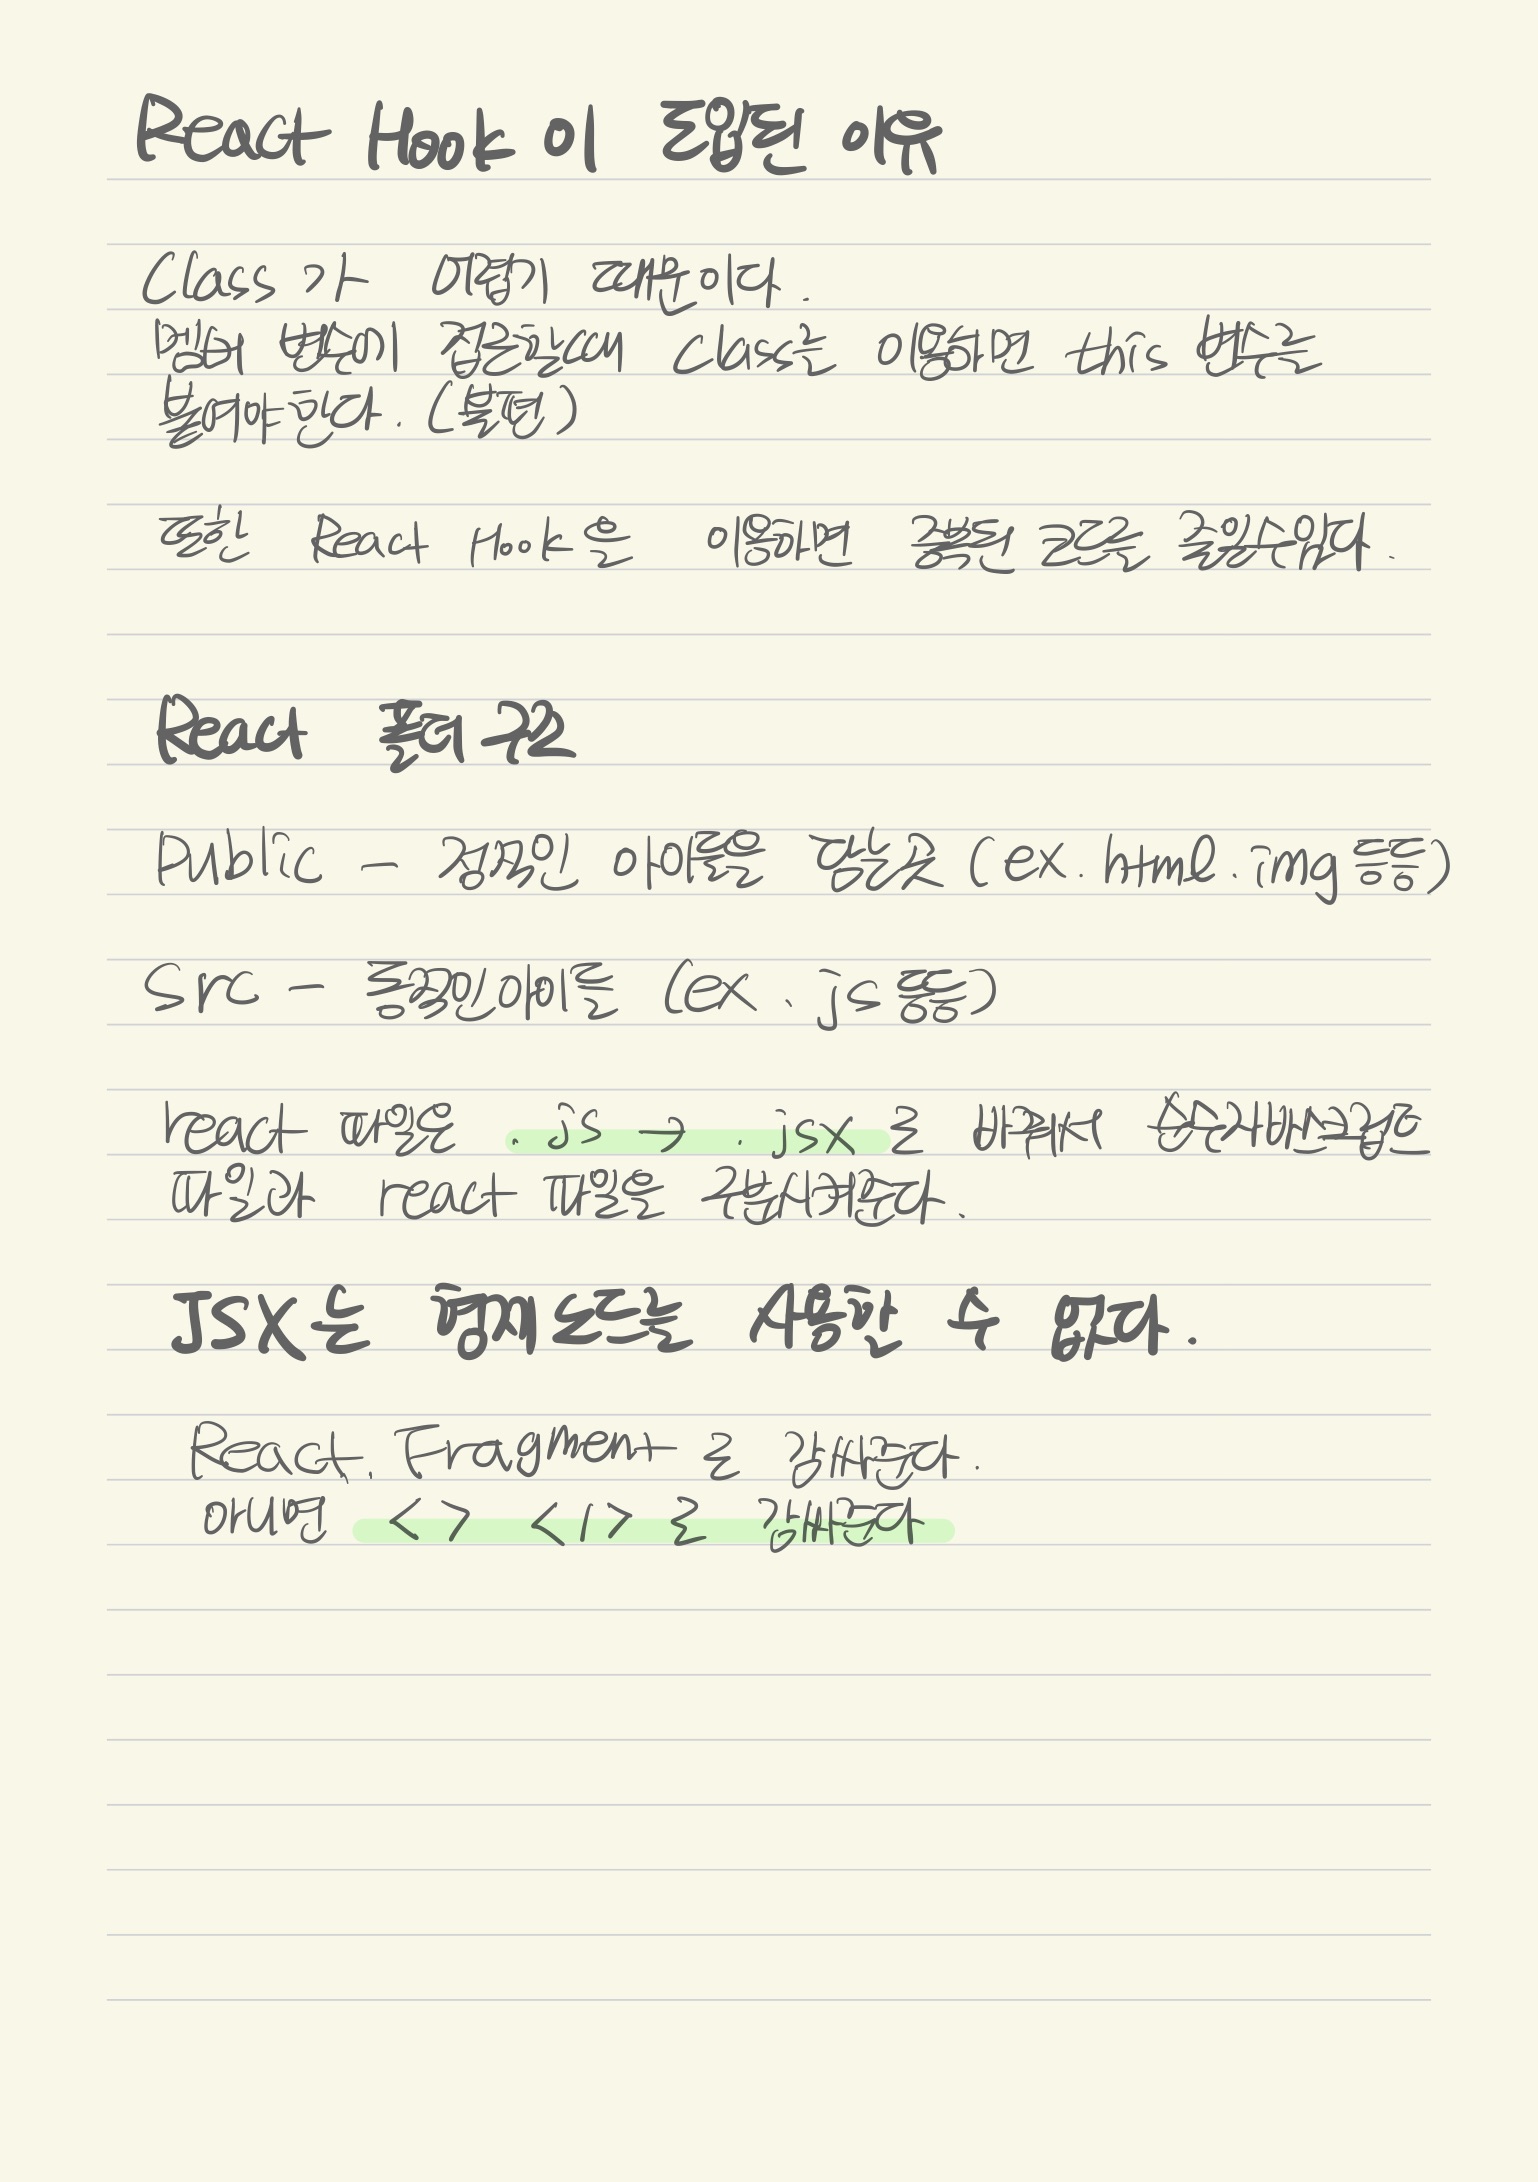 React Hook 이 도입된 이유
Class 가 어렵기 때문이다.
멤버 변수에 접근할때 class를 이용하면 this 변수를
붙여야한다. (불편)
또한 React Hook을 이용하면 중복된 코드를 줄일수있다.
React 폴더 구조
Public - 정적인 아이들을 담는곳 (ex. html. img 등등)
Src - 동적인아이들 (ex. js 등등)
react 파일은 .js → .jsx로 바꿔서 순수자바스크립트
파일과 react 파일을 구분시켜준다.
JSX는 형제노드를 사용할 수 없다.
React. Fragment 로 감싸준다.
아니면 < > </> 로 감싸준다